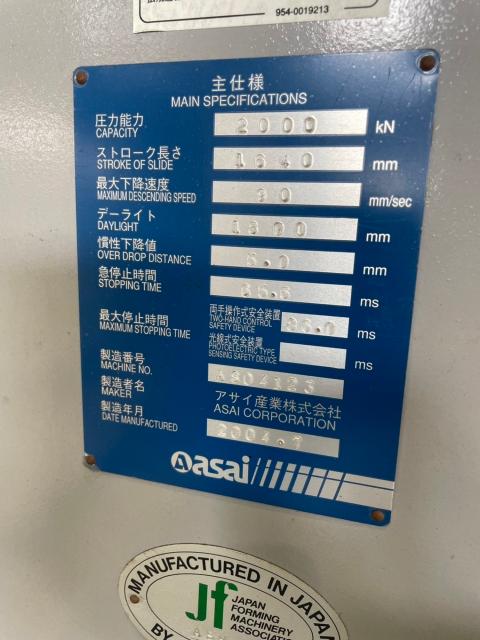 954-0019213
主仕様
MAIN SPECIFICATIONS
圧力能力 2000 kN
CAPACITY
ストローク長さ 1640 mm
STROKE OF SLIDE
最大下降速度 90 mm/sec
MAXIMUM DESCENDING SPEED
デーライト 1800 mm
DAYLIGHT
慣性下降値 mm
OVER DROP DISTANCE
急停止時間 ms
STOPPING TIME
最大停止時間 両手操作式安全装置 ms
MAXIMUM STOPPING TIME TWO-HAND CONTROL SAFETY DEVICE
光線式安全装置 ms
PHOTOELECTRIC TYPE SENSING SAFETY DEVICE
製造番号
MACHINE NO.
製造者名 アサイ産業株式会社
MAKER ASAI CORPORATION
製造年月 2004.7
DATE MANUFACTURED
asai
MANUFACTURED IN JAPAN
Jf JAPAN
FORMING
MACHINERY
BY